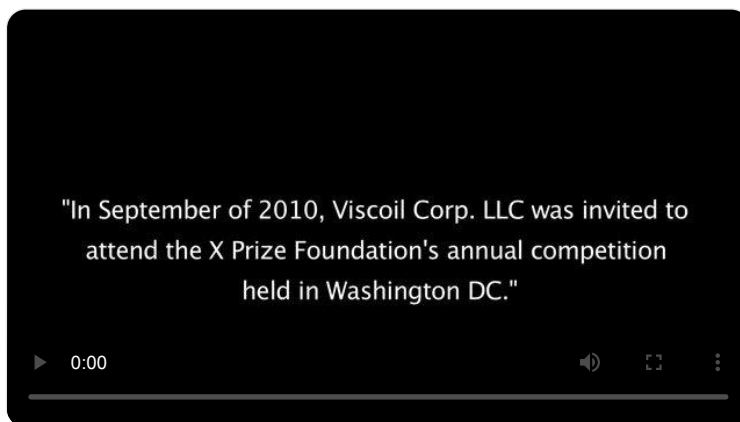 "In September of 2010, Viscoil Corp. LLC was invited to
attend the X Prize Foundation's annual competition
held in Washington DC."
0:00